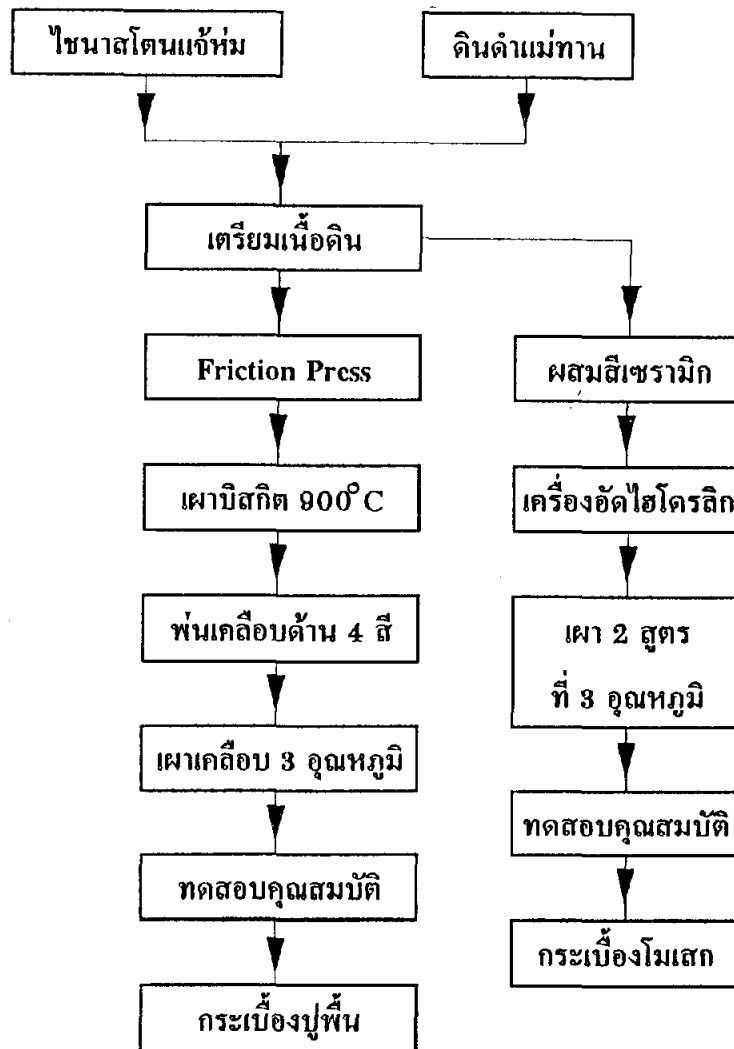 ไชนาสโตนแจ้ห่ม
ดินดำแม่ทาน
เตรียมเนื้อดิน
Friction Press
เผาบิสกิต 900°C
พ่นเคลือบด้าน 4 สี
เผาเคลือบ 3 อุณหภูมิ
ทดสอบคุณสมบัติ
กระเบื้องปูพื้น
ผสมสีเซรามิก
เครื่องอัดไฮโดรลิก
เผา 2 สูตร
ที่ 3 อุณหภูมิ
ทดสอบคุณสมบัติ
กระเบื้องโมเสก